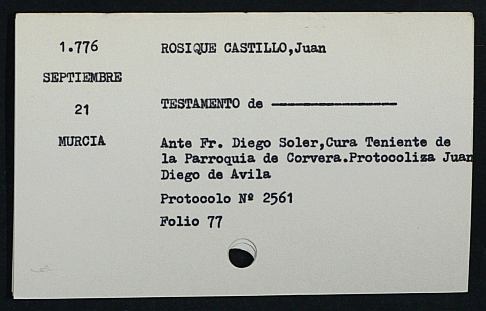 1.776
SEPTIEMBRE
21
MURCIA
ROSIQUE CASTILLO,Juan
TESTAMENTO de ------------------
Ante Fr. Diego Soler,Cura Teniente de
la Parroquia de Corvera.Protocoliza Juan
Diego de Avila
Protocolo Nº 2561
Folio 77